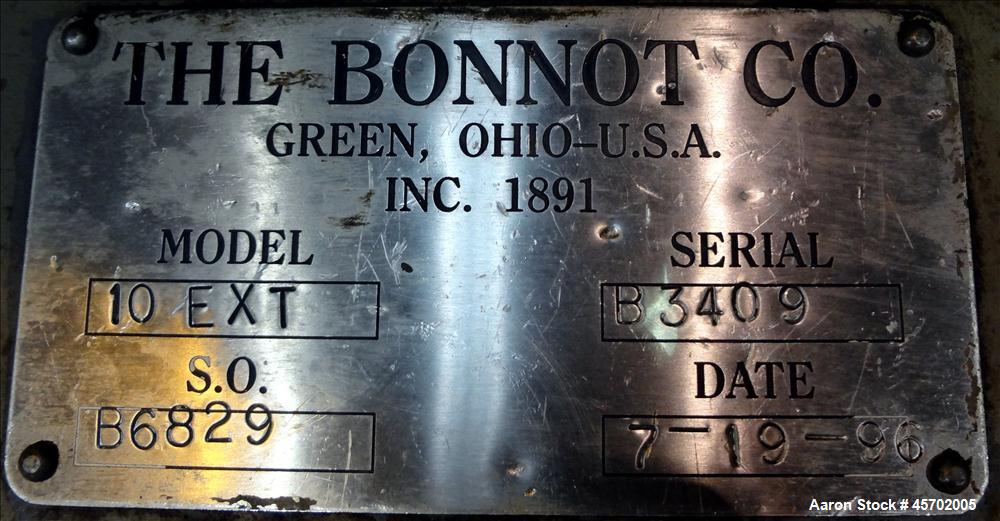 THE BONNOT CO.
GREEN, OHIO–U.S.A.
INC. 1891
MODEL SERIAL
10 EXT B3409
S.O. DATE
B6829 7-19-96
Aaron Stock # 45702005